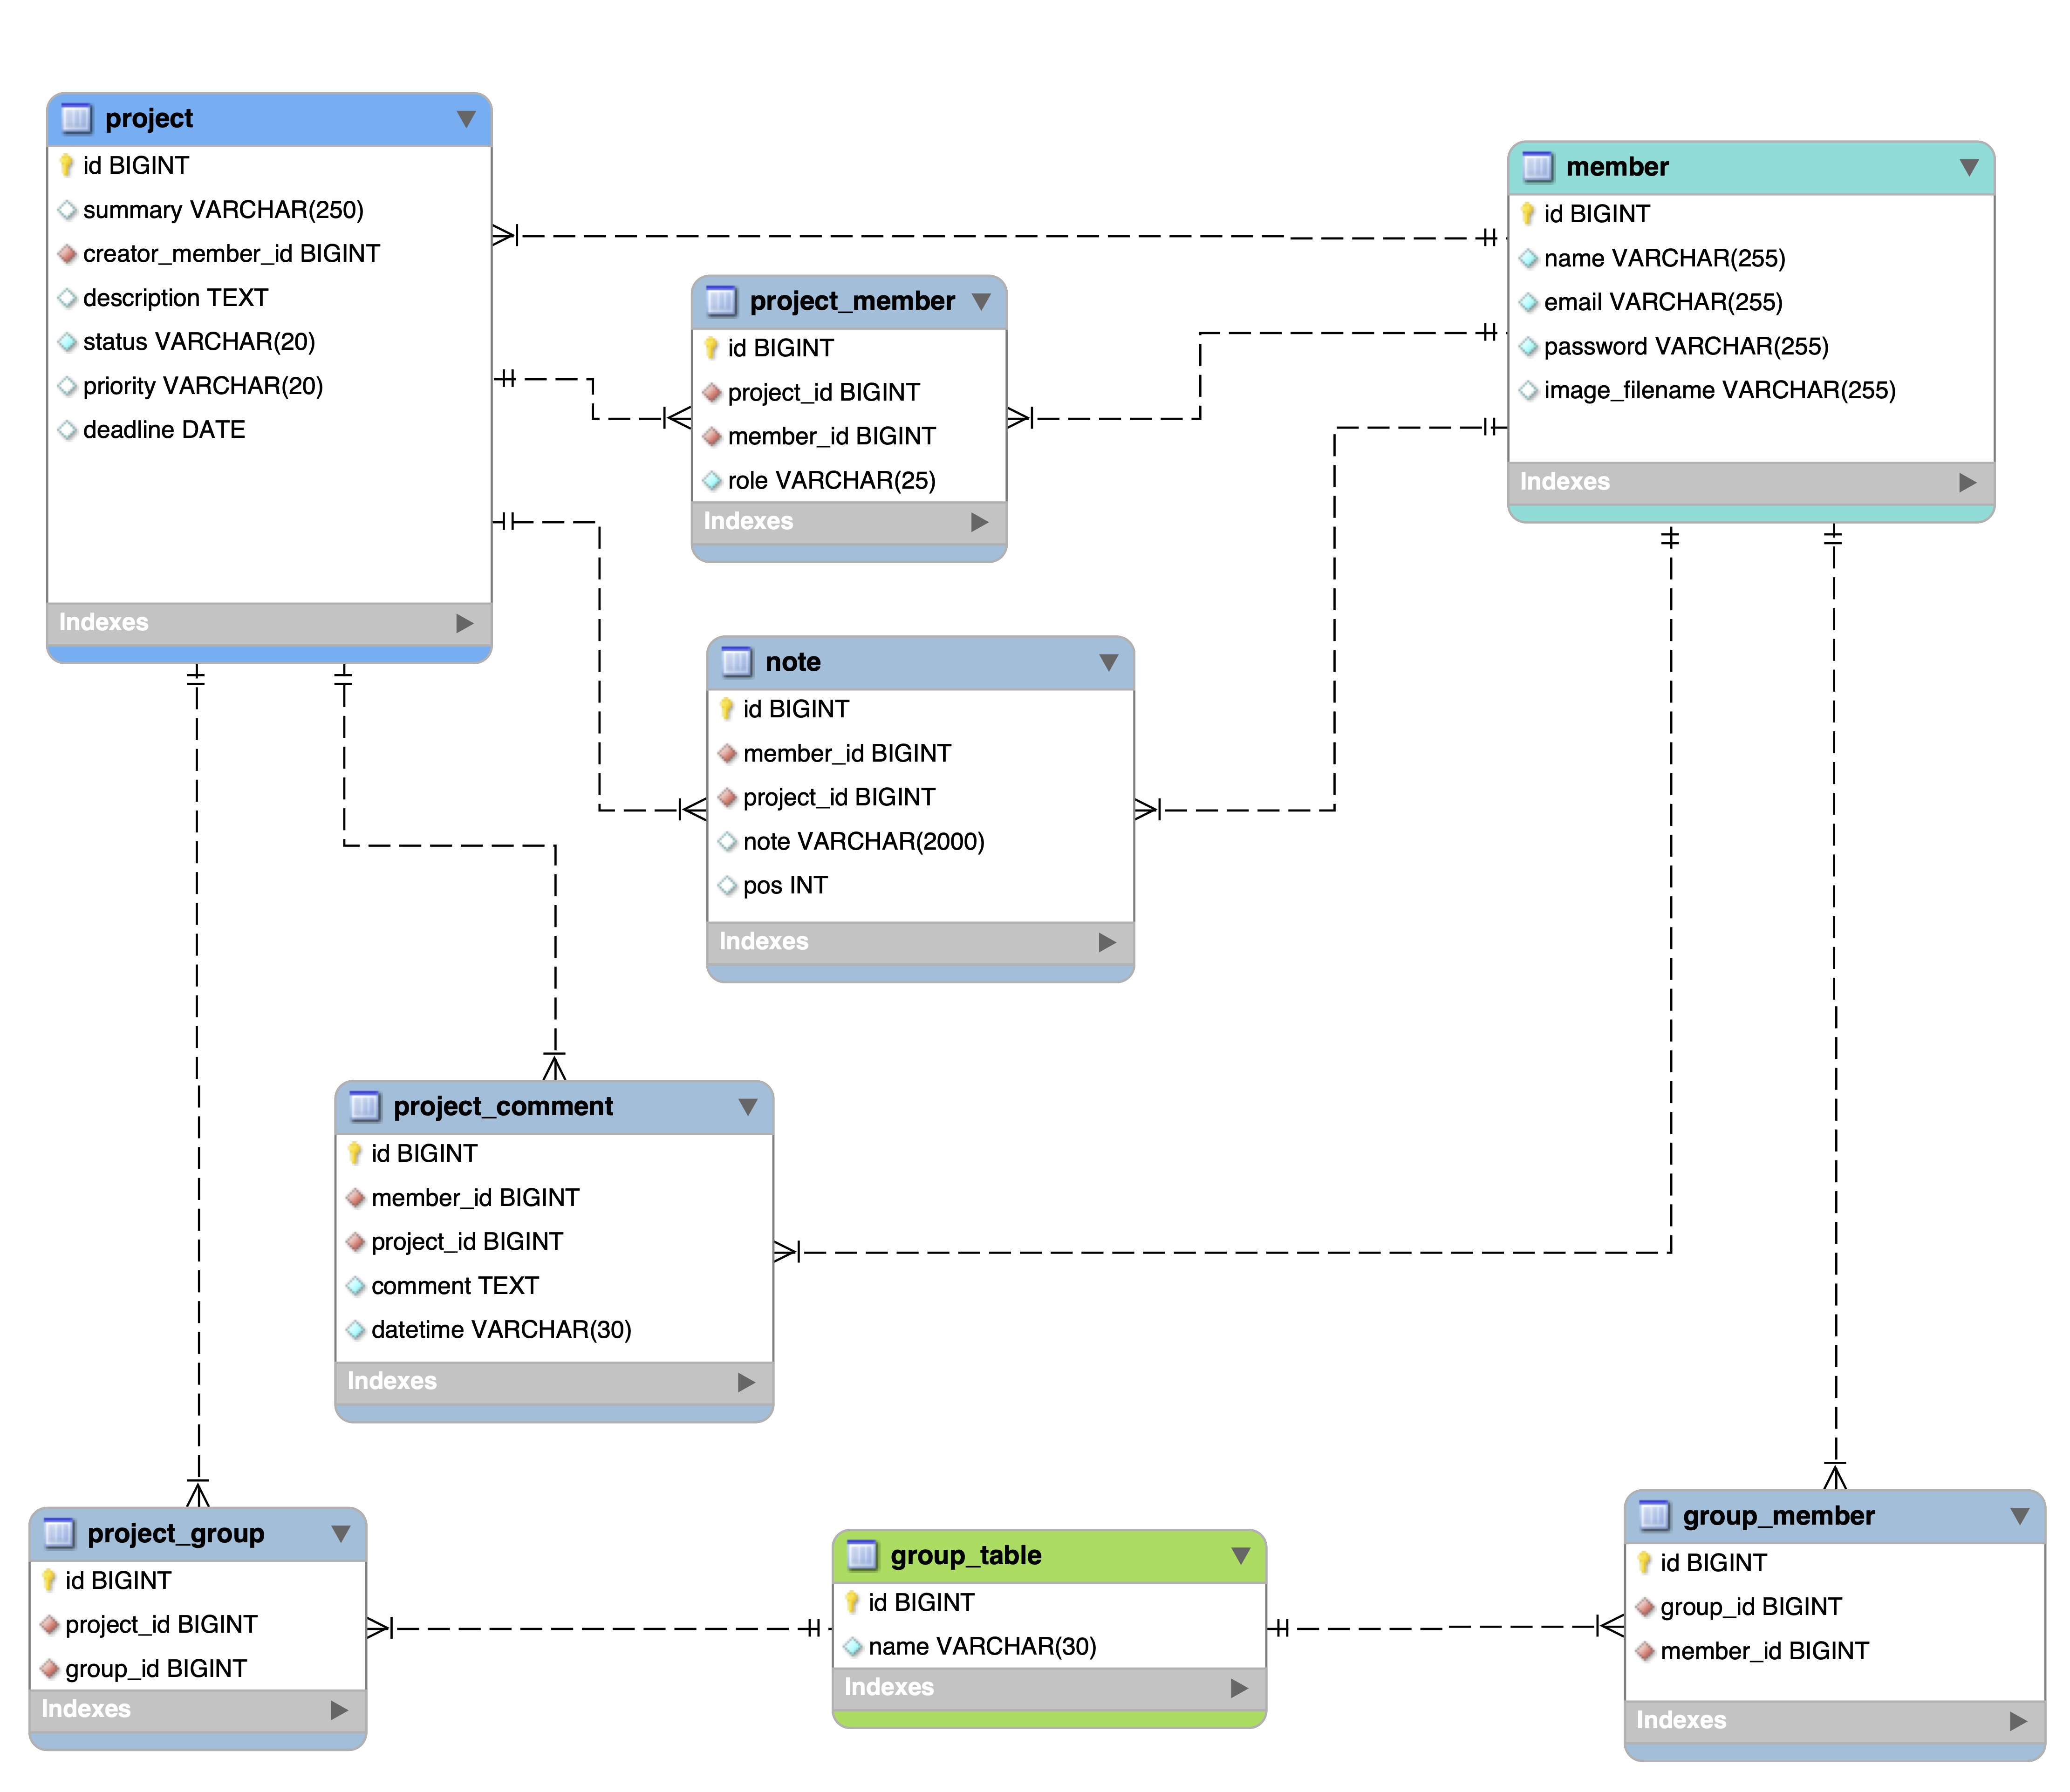 project
id BIGINT
summary VARCHAR(250)
creator_member_id BIGINT
description TEXT
status VARCHAR(20)
priority VARCHAR(20)
deadline DATE
Indexes
member
id BIGINT
name VARCHAR(255)
email VARCHAR(255)
password VARCHAR(255)
image_filename VARCHAR(255)
Indexes
project_member
id BIGINT
project_id BIGINT
member_id BIGINT
role VARCHAR(25)
Indexes
note
id BIGINT
member_id BIGINT
project_id BIGINT
note VARCHAR(2000)
pos INT
Indexes
project_comment
id BIGINT
member_id BIGINT
project_id BIGINT
comment TEXT
datetime VARCHAR(30)
Indexes
project_group
id BIGINT
project_id BIGINT
group_id BIGINT
Indexes
group_table
id BIGINT
name VARCHAR(30)
Indexes
group_member
id BIGINT
group_id BIGINT
member_id BIGINT
Indexes